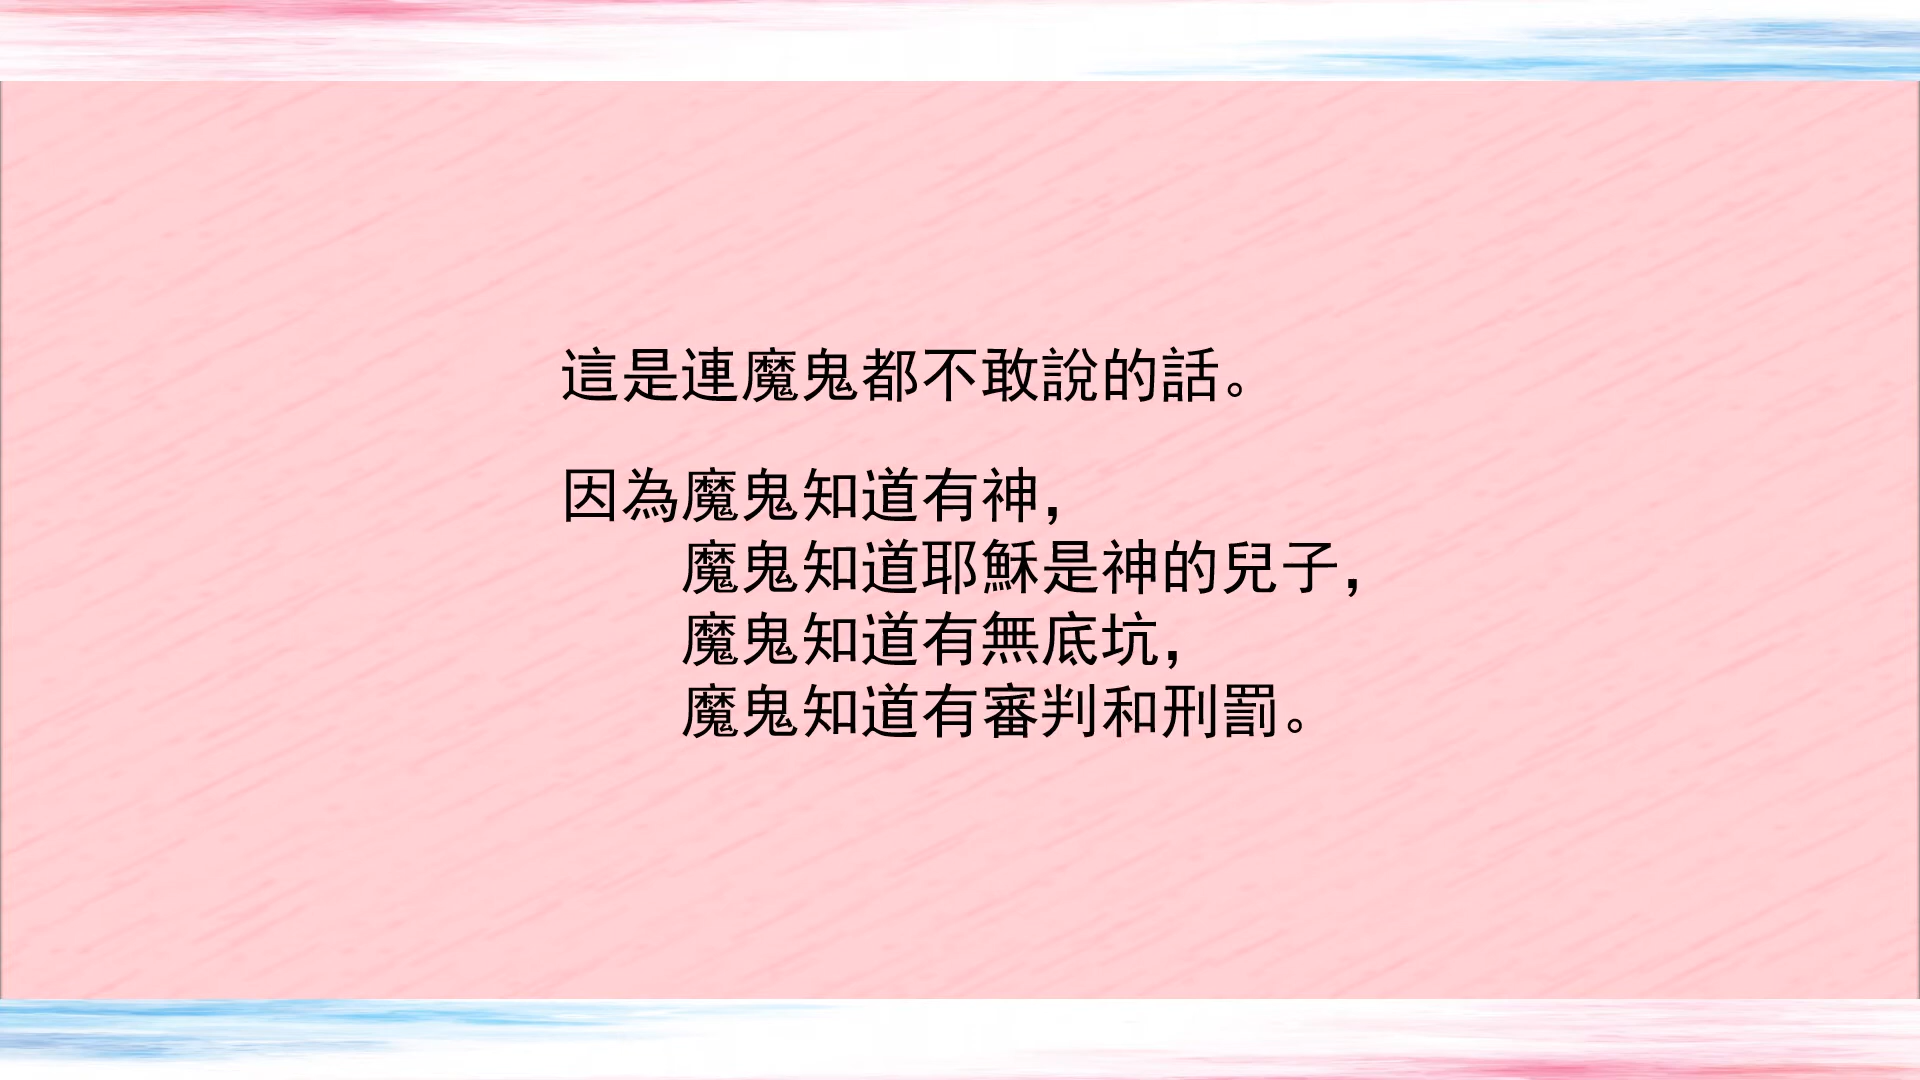 這是連魔鬼都不敢說的話。
因為魔鬼知道有神，
魔鬼知道耶穌是神的兒子，
魔鬼知道有無底坑，
魔鬼知道有審判和刑罰。